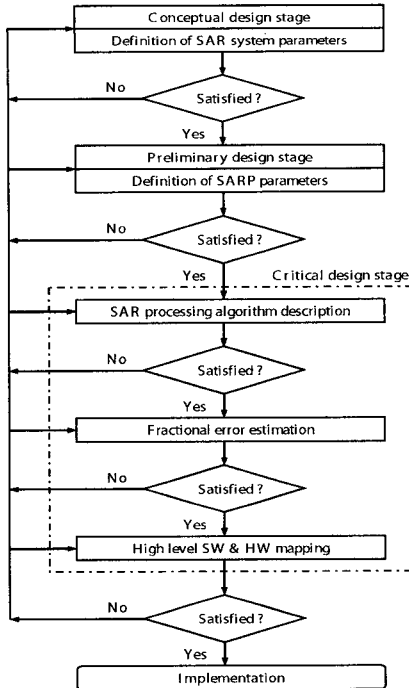 Conceptual design stage
Definition of SAR system parameters
No
Satisfied ?
Yes
Preliminary design stage
Definition of SARP parameters
No
Satisfied ?
Yes
Critical design stage
SAR processing algorithm description
No
Satisfied ?
Yes
Fractional error estimation
No
Satisfied ?
Yes
High level SW & HW mapping
No
Satisfied ?
Yes
Implementation